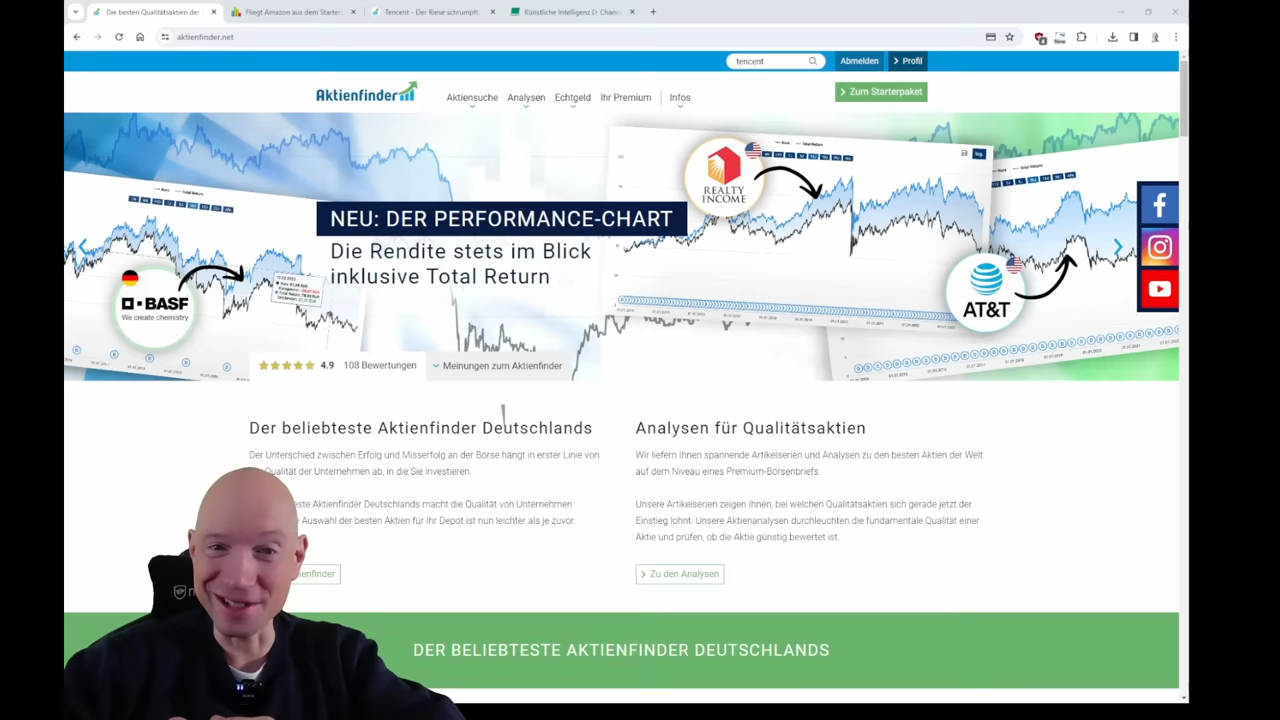 Die besten Qualitätsaktien der
Fliegt Amazon aus dem Starter
Tencent - Der Riese schrumpft.
Künstliche Intelligenz ᐅ Chanc
aktienfinder.net
New
tencent
Abmelden
Profil
Aktienfinder
Aktiensuche
Analysen
Echtgeld
Ihr Premium
Infos
Zum Starterpaket
NEU: DER PERFORMANCE-CHART
Die Rendite stets im Blick
inklusive Total Return
REALTY
INCOME
BASF
We create chemistry
AT&T
4.9 108 Bewertungen
Meinungen zum Aktienfinder
Der beliebteste Aktienfinder Deutschlands
Der Unterschied zwischen Erfolg und Misserfolg an der Börse hängt in erster Linie von
Qualität der Unternehmen ab, in die Sie investieren.
este Aktienfinder Deutschlands macht die Qualität von Unternehmen
e Auswahl der besten Aktien für Ihr Depot ist nun leichter als je zuvor.
enfinder
Analysen für Qualitätsaktien
Wir liefern Ihnen spannende Artikelserien und Analysen zu den besten Aktien der Welt
auf dem Niveau eines Premium-Börsenbriefs.
Unsere Artikelserien zeigen Ihnen, bei welchen Qualitätsaktien sich gerade jetzt der
Einstieg lohnt. Unsere Aktienanalysen durchleuchten die fundamentale Qualität einer
Aktie und prüfen, ob die Aktie günstig bewertet ist.
Zu den Analysen
DER BELIEBTESTE AKTIENFINDER DEUTSCHLANDS